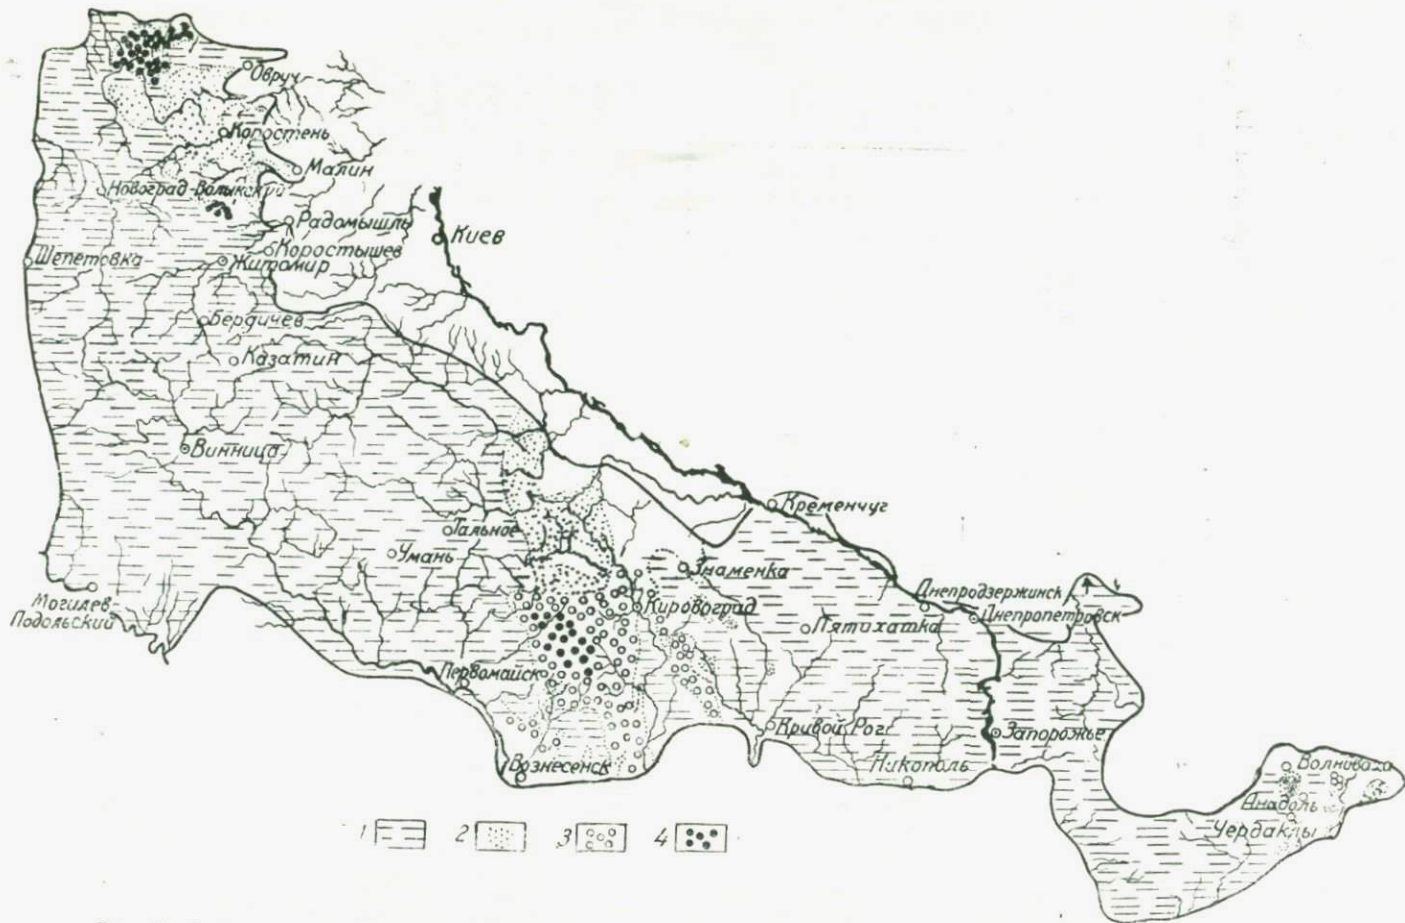 Овруч
Коростень
Малин
Новоград-Волынский
Радомышль
Киев
Коростышев
Шепетовка
Житомир
Бердичев
Казатин
Винница
Кременчуг
Тальное
Умань
Знаменка
Могилев
Подольский
Кировоград
Днепродзержинск
Днепропетровск
Пятихатка
Первомайск
Кривой Рог
Запорожье
Вознесенск
Никополь
Волноваха
Анадоль
Чердаклы
1 2 3 4